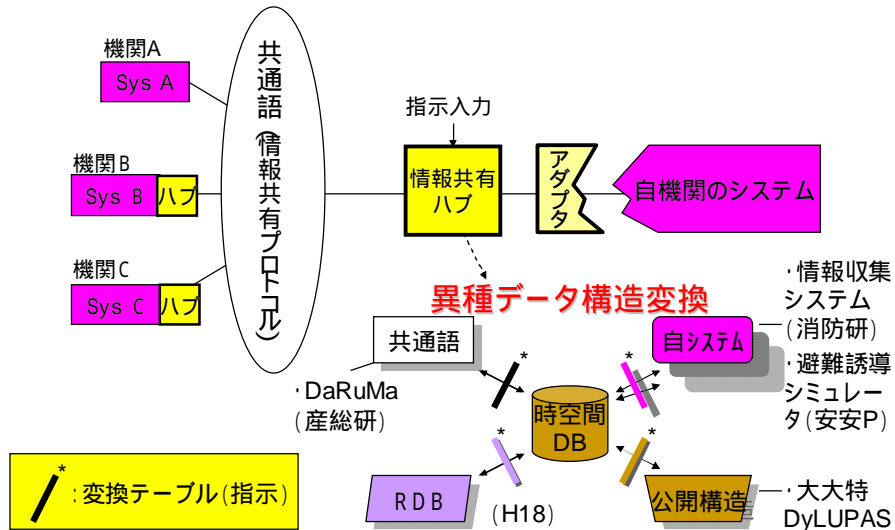 機関A
Sys A
機関B
Sys B
ハブ
機関C
Sys C
ハブ
共通語(情報共有プロトコル)
指示入力
情報共有
ハブ
アダプタ
自機関のシステム
異種データ構造変換
共通語
・DaRuMa
(産総研)
自システム
・情報収集
システム
(消防研)
・避難誘導
シミュレー
タ(安安P)
*
*
*
*
時空間
DB
RDB
(H18)
公開構造
・大大特
DyLUPAS
*
:変換テーブル(指示)